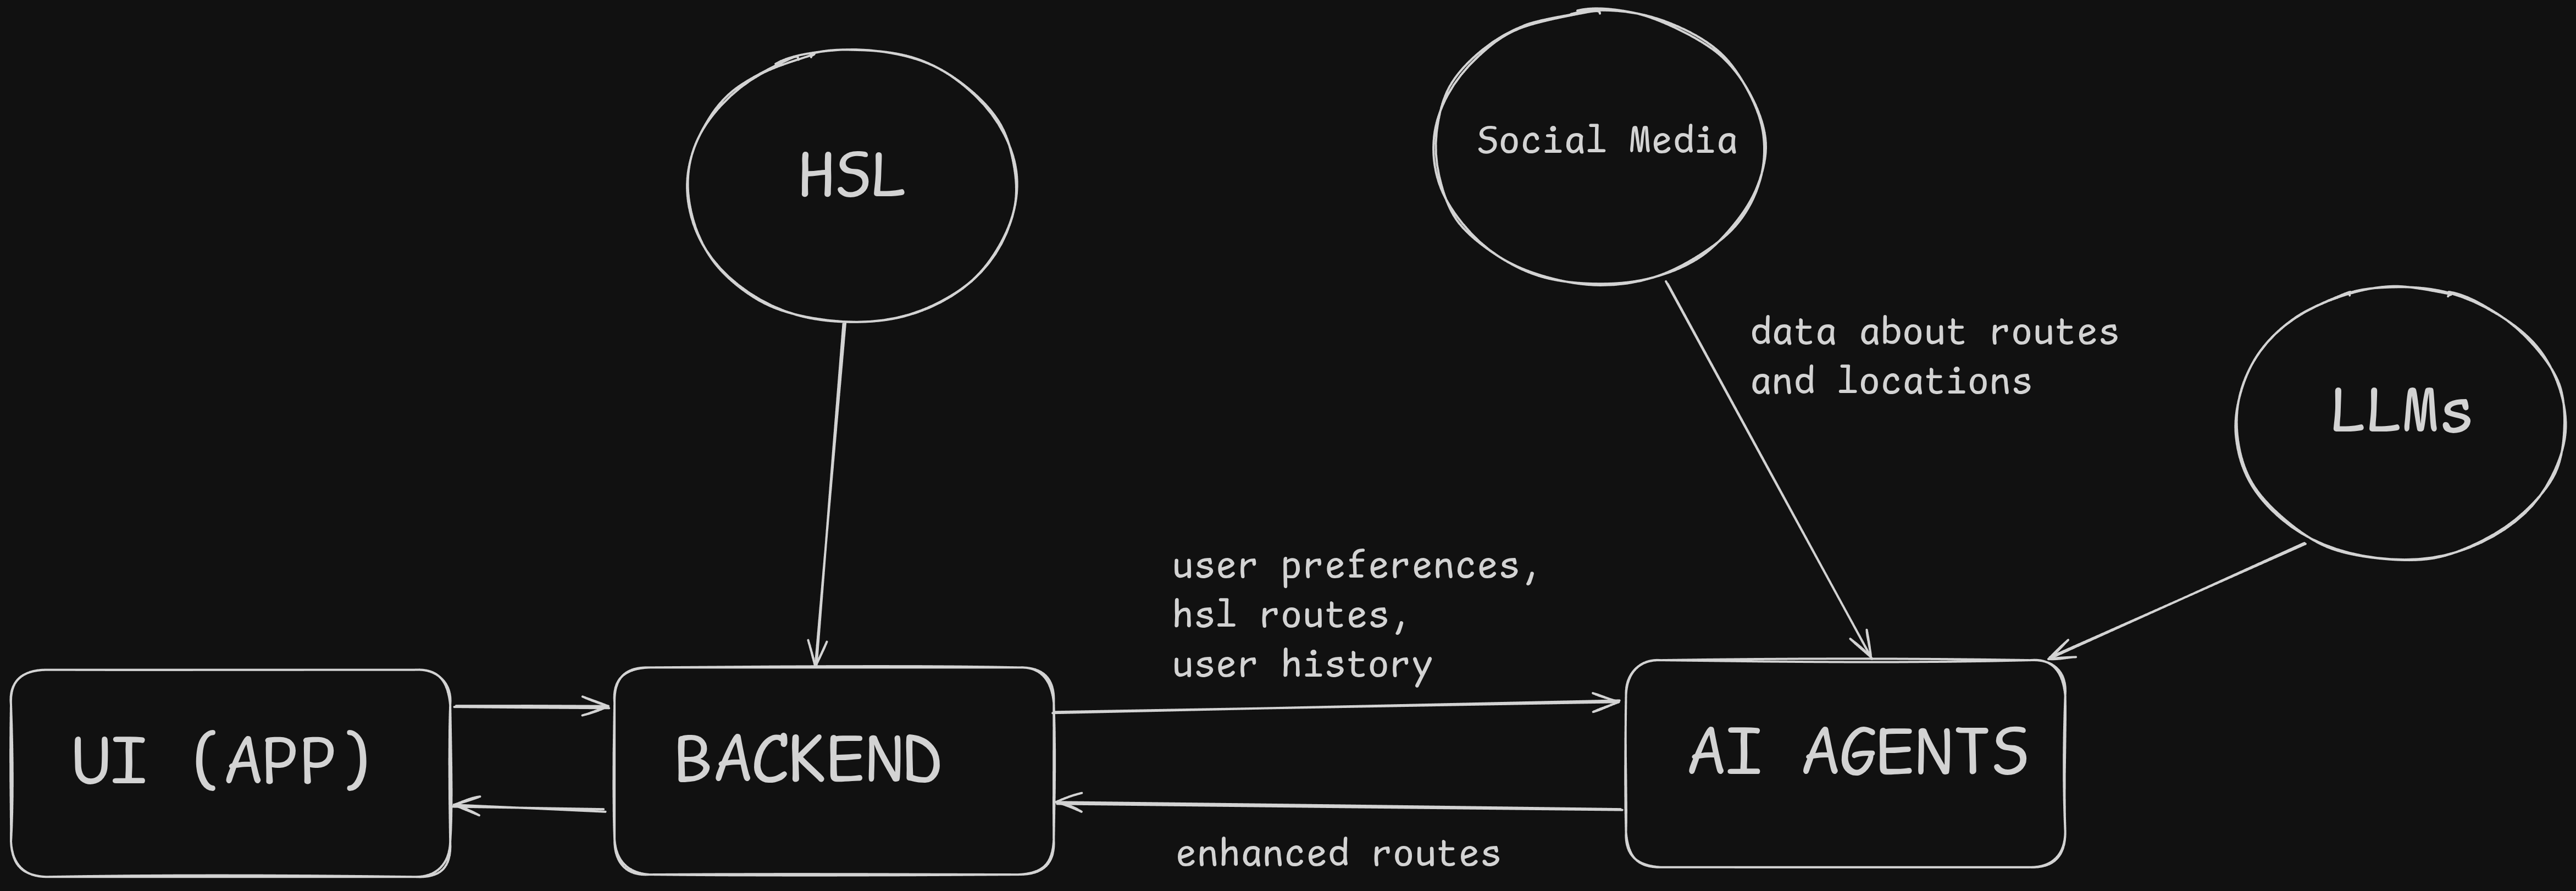 HSL
Social Media
data about routes
and locations
LLMs
user preferences,
hsl routes,
user history
UI (APP)
BACKEND
AI AGENTS
enhanced routes